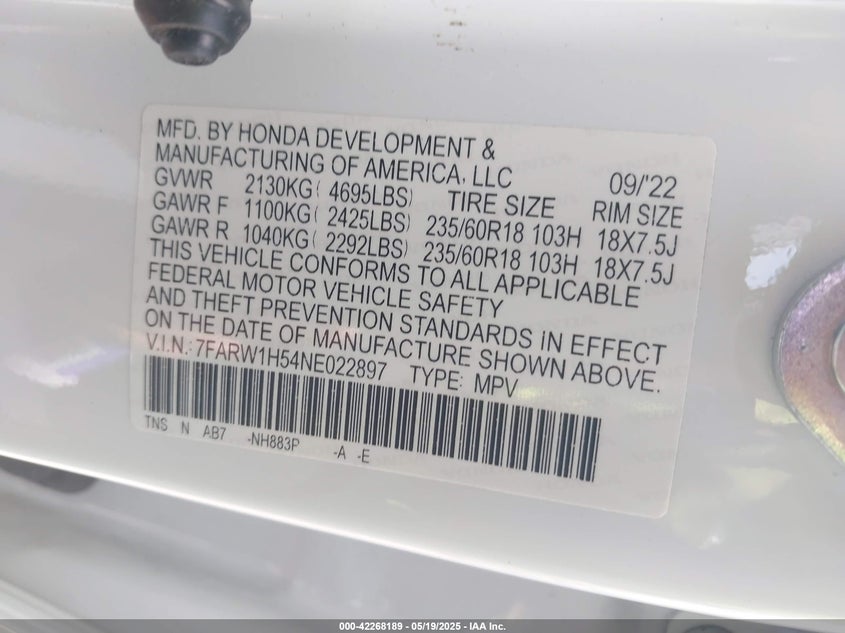 MFD. BY HONDA DEVELOPMENT &
MANUFACTURING OF AMERICA, LLC 09/'22
GVWR 2130KG( 4695LBS) TIRE SIZE RIM SIZE
GAWR F 1100KG( 2425LBS) 235/60R18 103H 18X7.5J
GAWR R 1040KG( 2292LBS) 235/60R18 103H 18X7.5J
THIS VEHICLE CONFORMS TO ALL APPLICABLE
FEDERAL MOTOR VEHICLE SAFETY
AND THEFT PREVENTION STANDARDS IN EFFECT
ON THE DATE OF MANUFACTURE SHOWN ABOVE.
V.I.N.: 7FARW1H54NE022897 TYPE: MPV
TNS N AB7 -NH883P -A -E
000-42268189 - 05/19/2025 - IAA Inc.